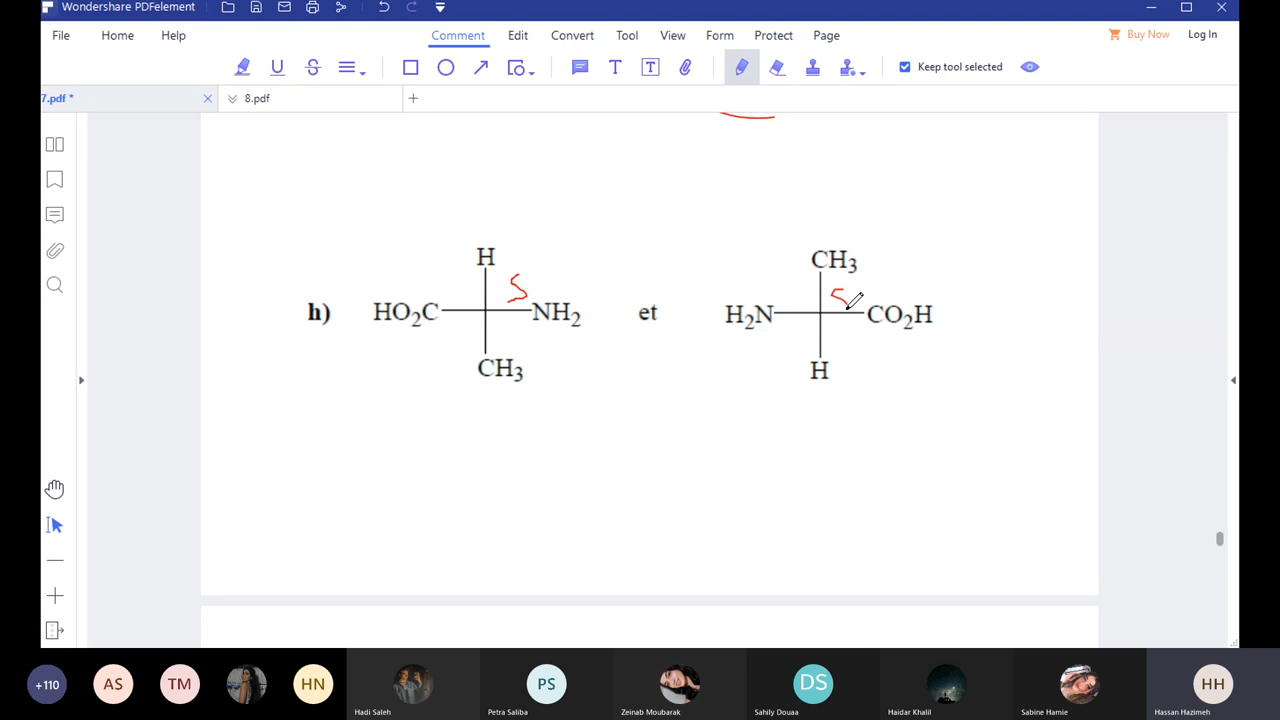 Wondershare PDFelement
File Home Help Comment Edit Convert Tool View Form Protect Page Buy Now Log In
T T Keep tool selected
7.pdf * 8.pdf
H CH3
S S
h) HO2C NH2 et H2N CO2H
CH3 H
+110 AS TM HN PS DS HH
Hadi Saleh Petra Saliba Zeinab Moubarak Sahily Douaa Haidar Khalil Sabine Hamie Hassan Hazimeh